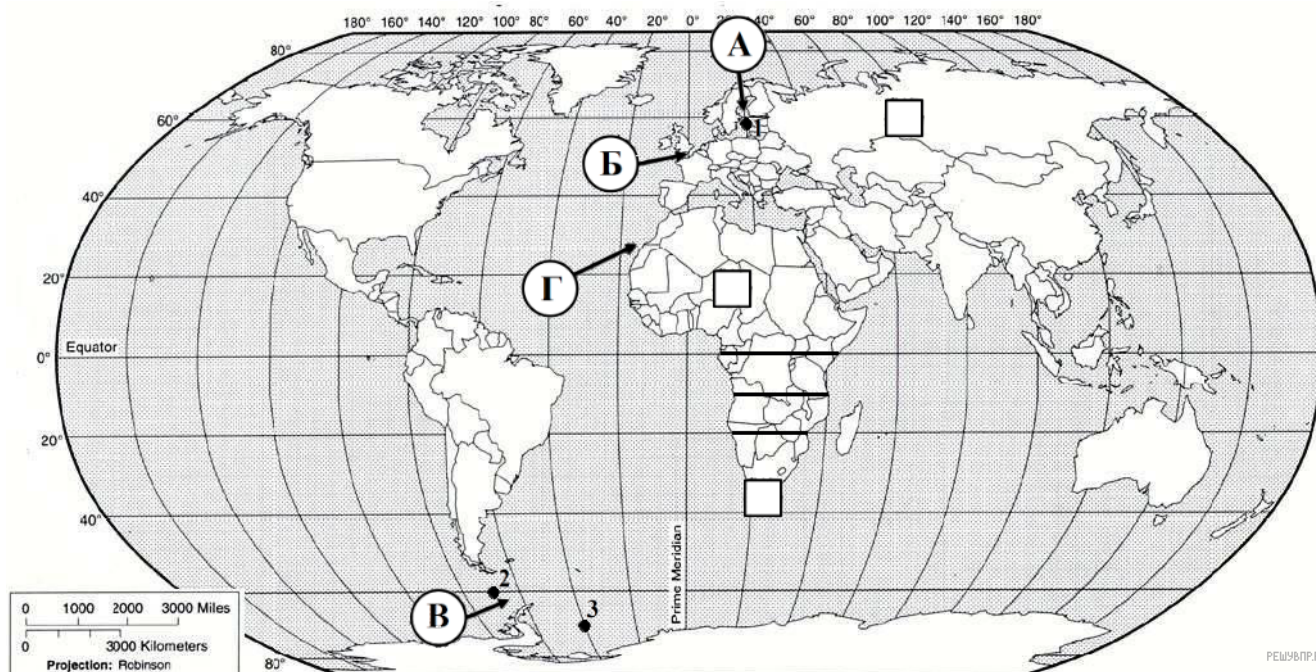 180° 160° 140° 120° 100° 80° 60° 40° 20° 0° 20 40° 60° 80° 100° 120° 140° 160° 180°
А
80°
60°
1
Б
40°
Г
20°
Equator
0°
20°
40°
Prime Meridian
2
В
3
0 1000 2000 3000 Miles
0 3000 Kilometers
Projection: Robinson
80°